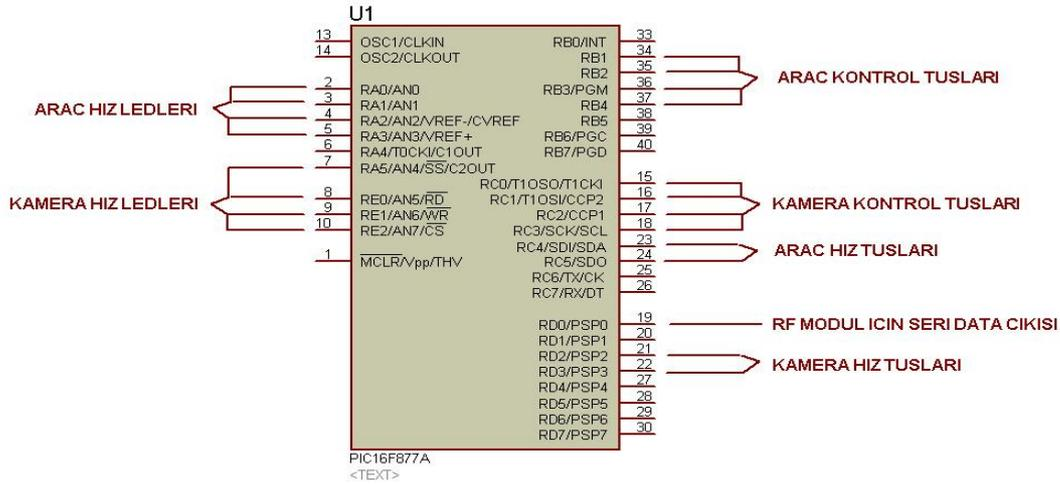 U1
13 OSC1/CLKIN
14 OSC2/CLKOUT
2 RA0/AN0
3 RA1/AN1
4 RA2/AN2/VREF-/CVREF
5 RA3/AN3/VREF+
6 RA4/T0CKI/C1OUT
7 RA5/AN4/SS/C2OUT
8 RE0/AN5/RD
9 RE1/AN6/WR
10 RE2/AN7/CS
1 MCLR/Vpp/THV
ARAC HIZ LEDLERI
KAMERA HIZ LEDLERI
RB0/INT 33
RB1 34
RB2 35
RB3/PGM 36
RB4 37
RB5 38
RB6/PGC 39
RB7/PGD 40
RC0/T1OSO/T1CKI 15
RC1/T1OSI/CCP2 16
RC2/CCP1 17
RC3/SCK/SCL 18
RC4/SDI/SDA 23
RC5/SDO 24
RC6/TX/CK 25
RC7/RX/DT 26
RD0/PSP0 19
RD1/PSP1 20
RD2/PSP2 21
RD3/PSP3 22
RD4/PSP4 27
RD5/PSP5 28
RD6/PSP6 29
RD7/PSP7 30
ARAC KONTROL TUSLARI
KAMERA KONTROL TUSLARI
ARAC HIZ TUSLARI
RF MODUL ICIN SERI DATA CIKISI
KAMERA HIZ TUSLARI
PIC16F877A
<TEXT>